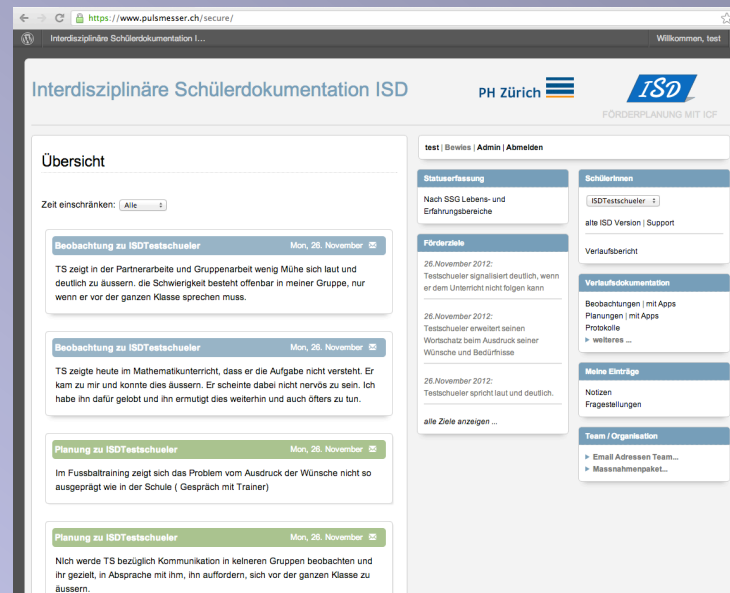 https://www.pulsmesser.ch/secure/
Interdisziplinäre Schülerdokumentation I...
Willkommen, test
Interdisziplinäre Schülerdokumentation ISD
PH Zürich
ISD
FÖRDERPLANUNG MIT ICF
Übersicht
Zeit einschränken: Alle
Beobachtung zu ISDTestschueler Mon, 26. November
TS zeigt in der Partnerarbeite und Gruppenarbeit wenig Mühe sich laut und
deutlich zu äussern. die Schwierigkeit besteht offenbar in meiner Gruppe, nur
wenn er vor der ganzen Klasse sprechen muss.
Beobachtung zu ISDTestschueler Mon, 26. November
TS zeigte heute im Mathematikunterricht, dass er die Aufgabe nicht versteht. Er
kam zu mir und konnte dies äussern. Er scheinte dabei nicht nervös zu sein. Ich
habe ihn dafür gelobt und ihn ermutigt dies weiterhin und auch öfters zu tun.
Planung zu ISDTestschueler Mon, 26. November
Im Fussballtraining zeigt sich das Problem vom Ausdruck der Wünsche nicht so
ausgeprägt wie in der Schule ( Gespräch mit Trainer)
Planung zu ISDTestschueler Mon, 26. November
NIch werde TS bezüglich Kommunikation in kelneren Gruppen beobachten und
ihr gezielt, in Absprache mit ihm, ihn auffordern, sich vor der ganzen Klasse zu
äussern.
test | Bewies | Admin | Abmelden
Statuserfassung
Nach SSG Lebens- und
Erfahrungsbereiche
Förderziele
26.November 2012:
Testschueler signalisiert deutlich, wenn
er dem Unterricht nicht folgen kann
26.November 2012:
Testschueler erweitert seinen
Wortschatz beim Ausdruck seiner
Wünsche und Bedürfnisse
26.November 2012:
Testschueler spricht laut und deutlich.
alle Ziele anzeigen ...
SchülerInnen
ISDTestschueler
alte ISD Version | Support
Verlaufsbericht
Verlaufsdokumentation
Beobachtungen | mit Apps
Planungen | mit Apps
Protokolle
weiteres ...
Meine Einträge
Notizen
Fragestellungen
Team / Organisation
Email Adressen Team...
Massnahmenpaket...